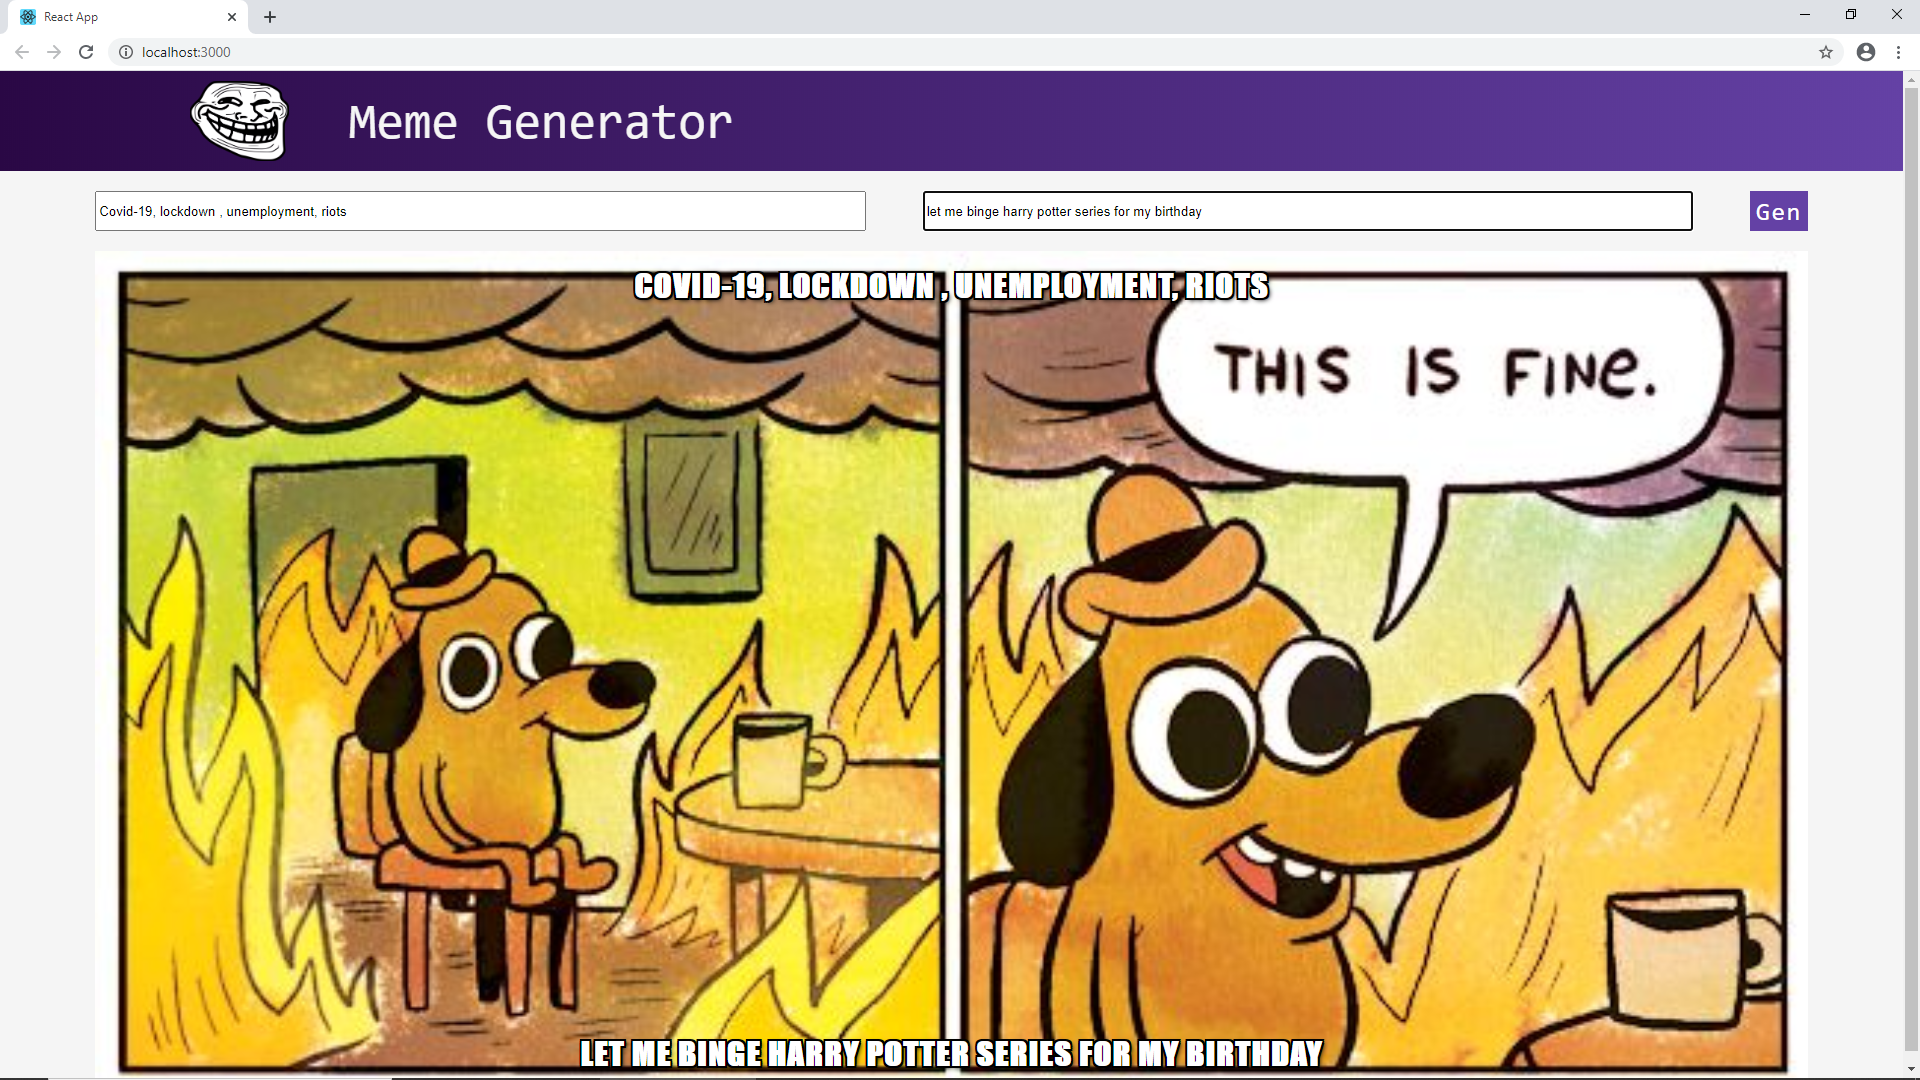 React App
localhost:3000
Meme Generator
Covid-19, lockdown , unemployment, riots
let me binge harry potter series for my birthday
Gen
COVID-19, LOCKDOWN , UNEMPLOYMENT, RIOTS
THIS IS FINe.
LET ME BINGE HARRY POTTER SERIES FOR MY BIRTHDAY